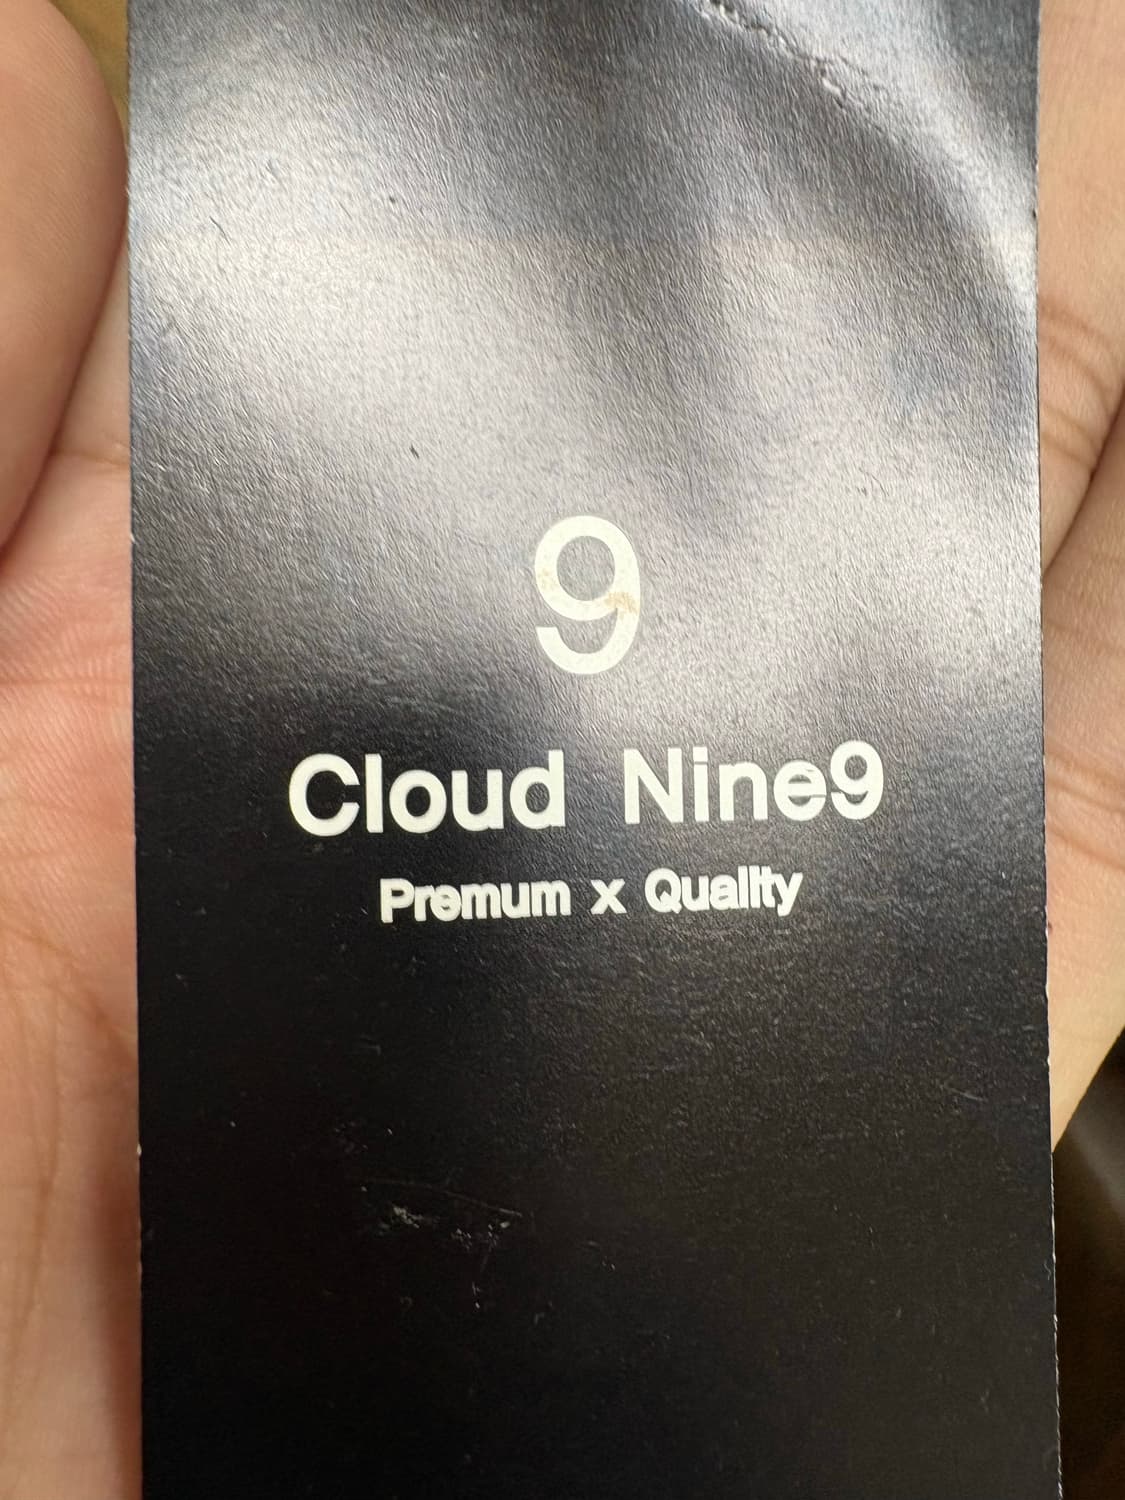 9
Cloud Nine9
Premum x Quality